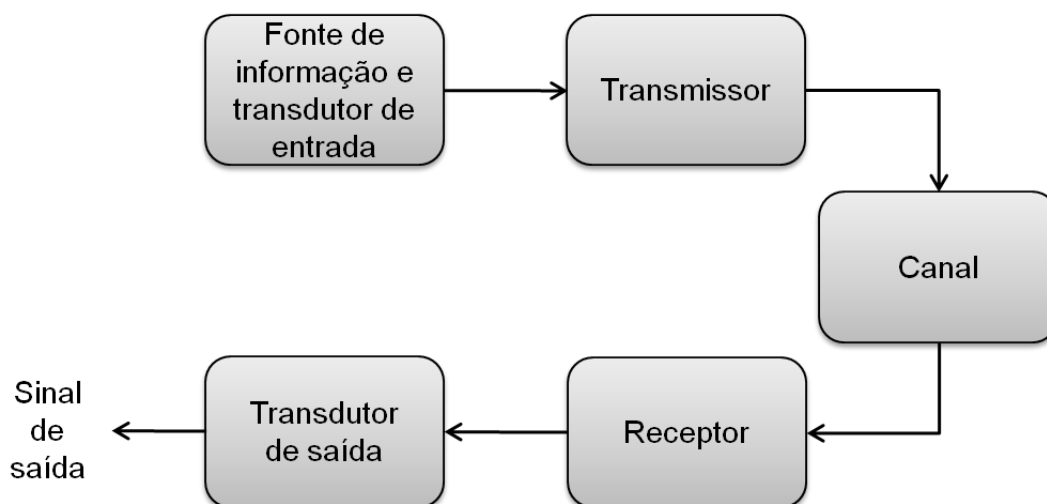 Fonte de
informação e
transdutor de
entrada
Transmissor
Canal
Receptor
Transdutor
de saída
Sinal
de
saída